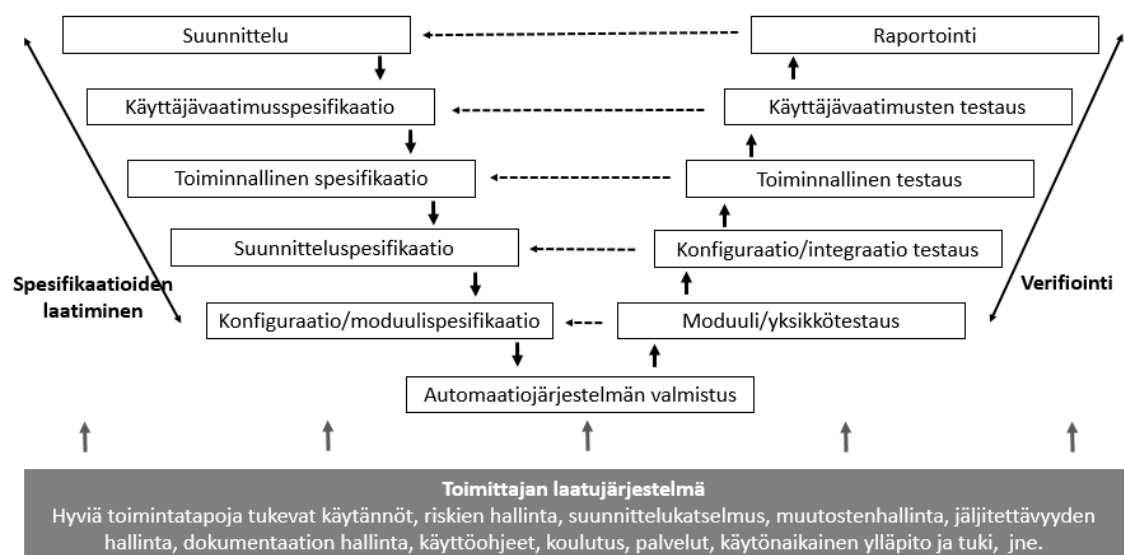 Suunnittelu
Raportointi
Käyttäjävaatimusspesifikaatio
Käyttäjävaatimusten testaus
Toiminnallinen spesifikaatio
Toiminnallinen testaus
Suunnitteluspesifikaatio
Konfiguraatio/integraatio testaus
Spesifikaatioiden
laatiminen
Verifiointi
Konfiguraatio/moduulispesifikaatio
Moduuli/yksikkötestaus
Automaatiojärjestelmän valmistus
Toimittajan laatujärjestelmä
Hyviä toimintatapoja tukevat käytännöt, riskien hallinta, suunnittelukatselmus, muutostenhallinta, jäljitettävyyden
hallinta, dokumentaation hallinta, käyttöohjeet, koulutus, palvelut, käytönaikainen ylläpito ja tuki, jne.